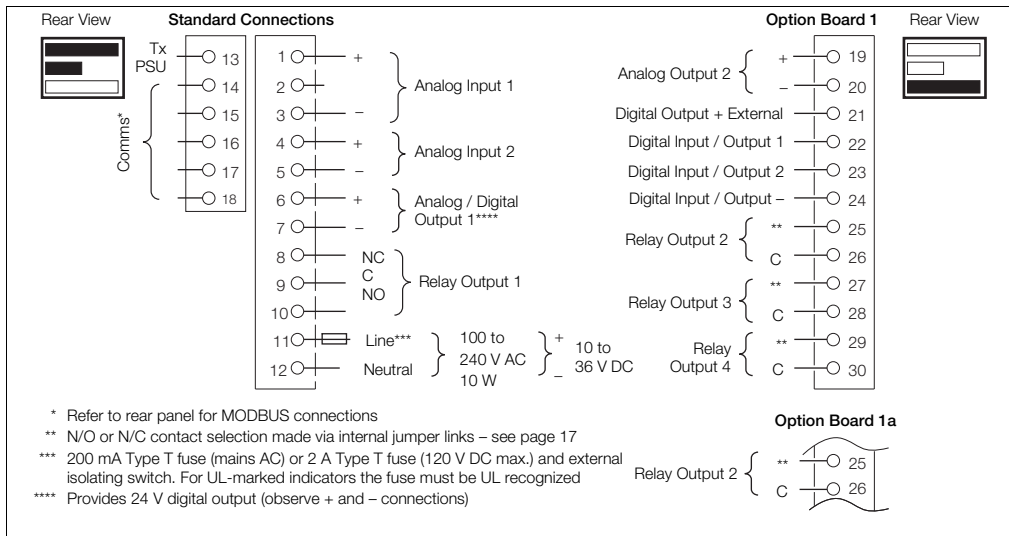 Rear View
Standard Connections
Option Board 1
Rear View
Tx
PSU
13
14
15
16
17
18
Comms*
1 +
2
3 –
Analog Input 1
4 +
5 –
Analog Input 2
6 +
7 –
Analog / Digital
Output 1****
8 NC
9 C
10 NO
Relay Output 1
11 Line***
12 Neutral
100 to
240 V AC
10 W
+
–
10 to
36 V DC
Analog Output 2
+ 19
– 20
Digital Output + External 21
Digital Input / Output 1 22
Digital Input / Output 2 23
Digital Input / Output – 24
Relay Output 2
** 25
C 26
Relay Output 3
** 27
C 28
Relay
Output 4
** 29
C 30
* Refer to rear panel for MODBUS connections
** N/O or N/C contact selection made via internal jumper links – see page 17
*** 200 mA Type T fuse (mains AC) or 2 A Type T fuse (120 V DC max.) and external
isolating switch. For UL-marked indicators the fuse must be UL recognized
**** Provides 24 V digital output (observe + and – connections)
Option Board 1a
Relay Output 2
** 25
C 26